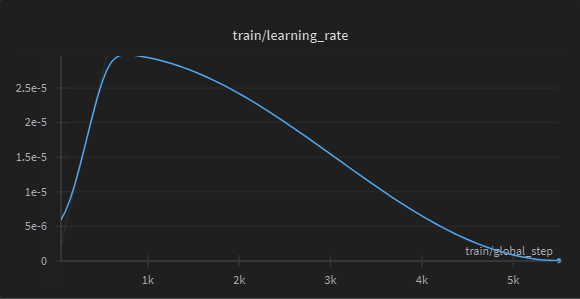 train/learning_rate
2.5e-5
2e-5
1.5e-5
1e-5
5e-6
train/global_step
0
1k 2k 3k 4k 5k